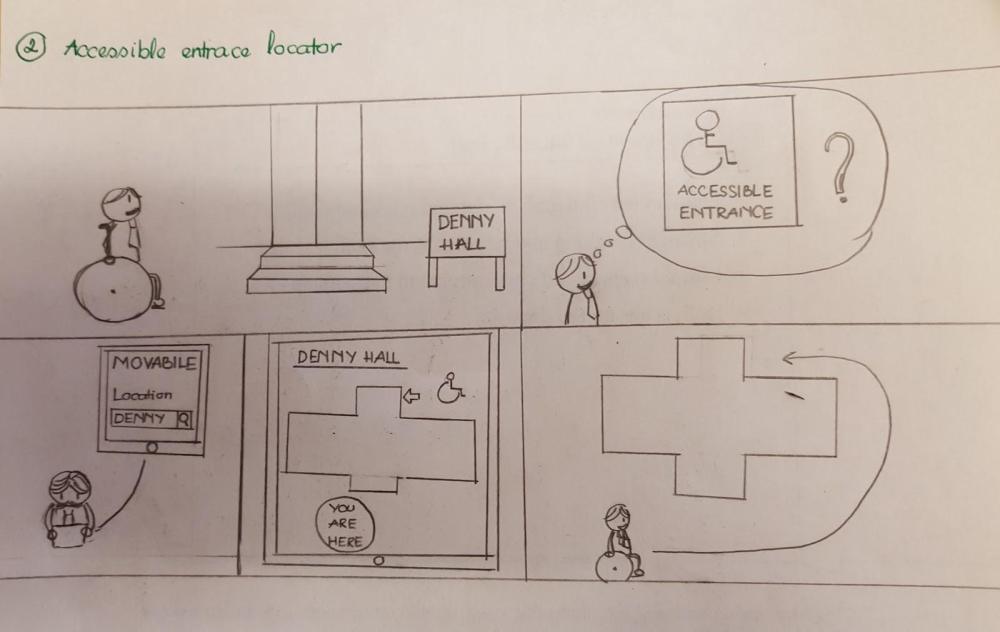 ② Accessible entrace locator
DENNY
HALL
ACCESSIBLE
ENTRANCE
?
MOVABILE
Location
DENNY
H
DENNY HALL
YOU
ARE
HERE